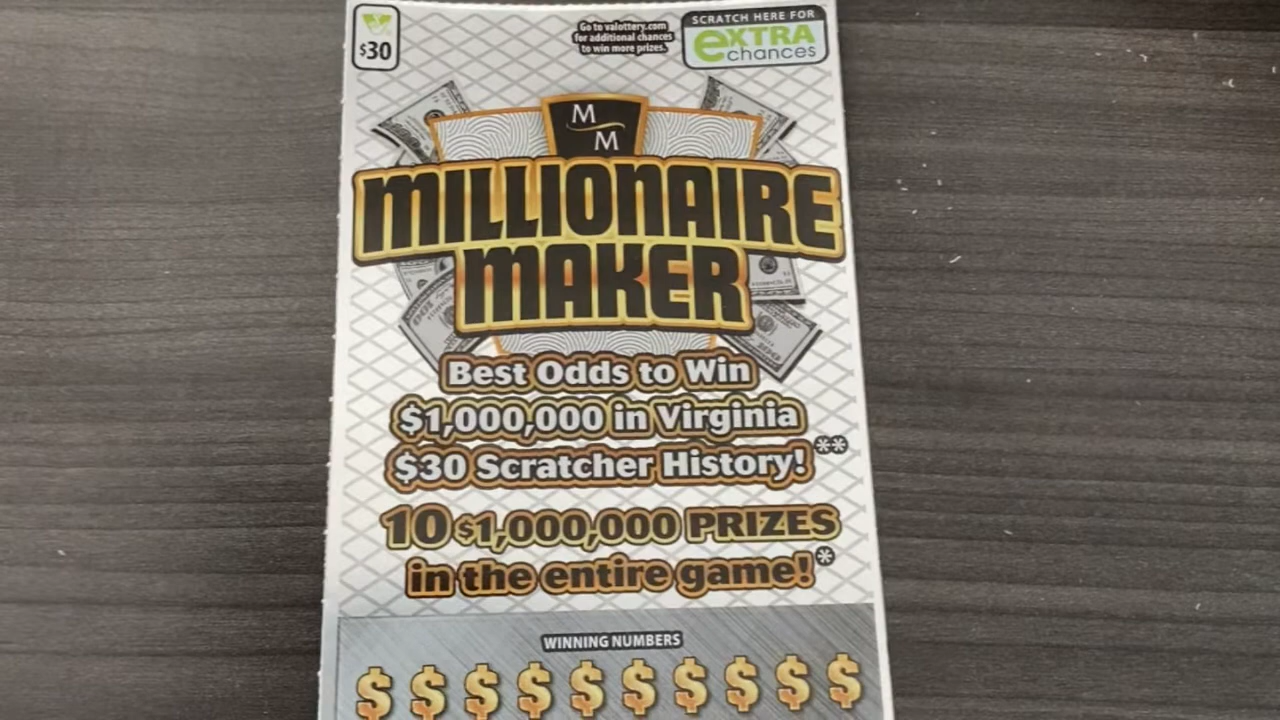 $30
Go to valottery.com
for additional chances
to win more prizes.
SCRATCH HERE FOR
eXTRA
chances
M
M
MILLIONAIRE
MAKER
Best Odds to Win
$1,000,000 in Virginia
$30 Scratcher History!**
10 $1,000,000 PRIZES
in the entire game!*
WINNING NUMBERS
$ $ $ $ $ $ $ $ $ $